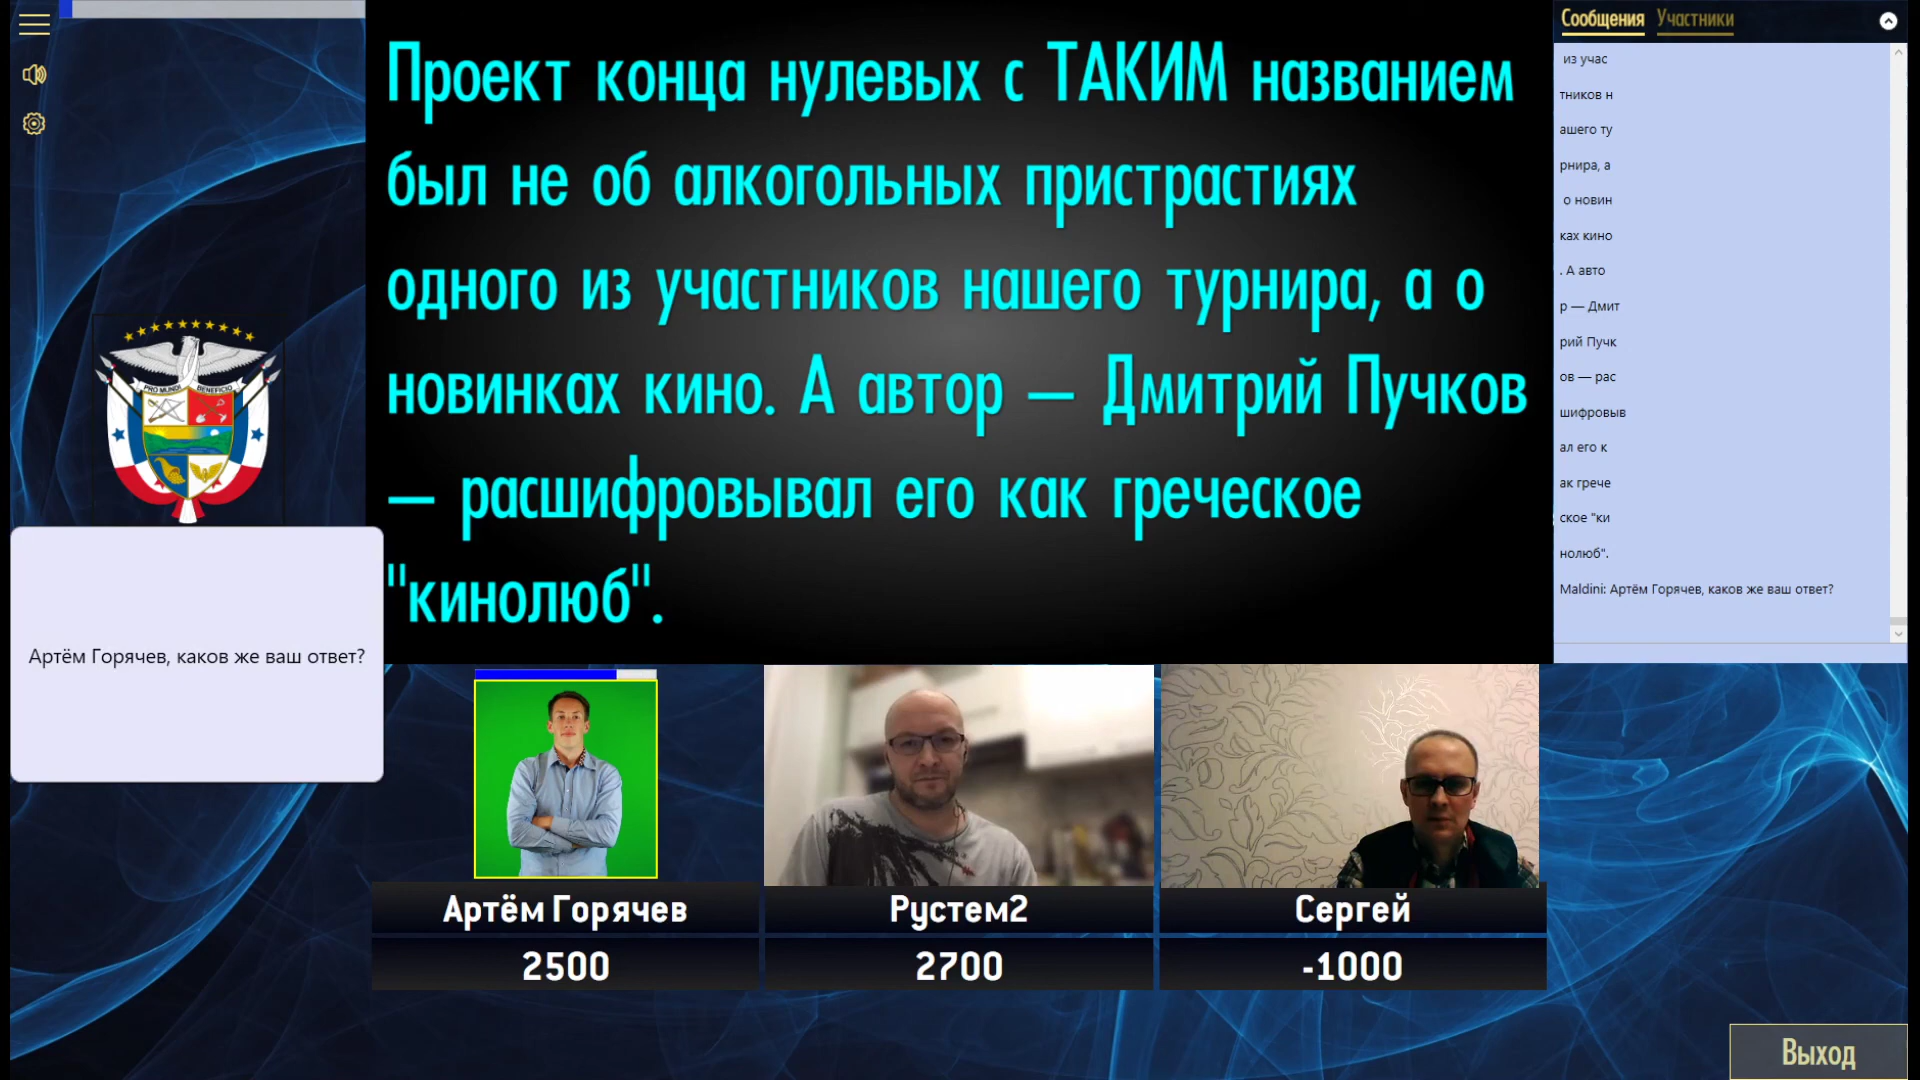 Проект конца нулевых с ТАКИМ названием
был не об алкогольных пристрастиях
одного из участников нашего турнира, а о
новинках кино. А автор — Дмитрий Пучков
— расшифровывал его как греческое
"кинолюб".
Сообщения Участники
из учас
тников н
ашего ту
рнира, а
о новин
ках кино
. А авто
р — Дмит
рий Пучк
ов — рас
шифровыв
ал его к
ак грече
ское "ки
нолюб".
Maldini: Артём Горячев, каков же ваш ответ?
PRO MUNDI BENEFICIO
Артём Горячев, каков же ваш ответ?
Артём Горячев
Рустем2
Сергей
2500
2700
-1000
Выход